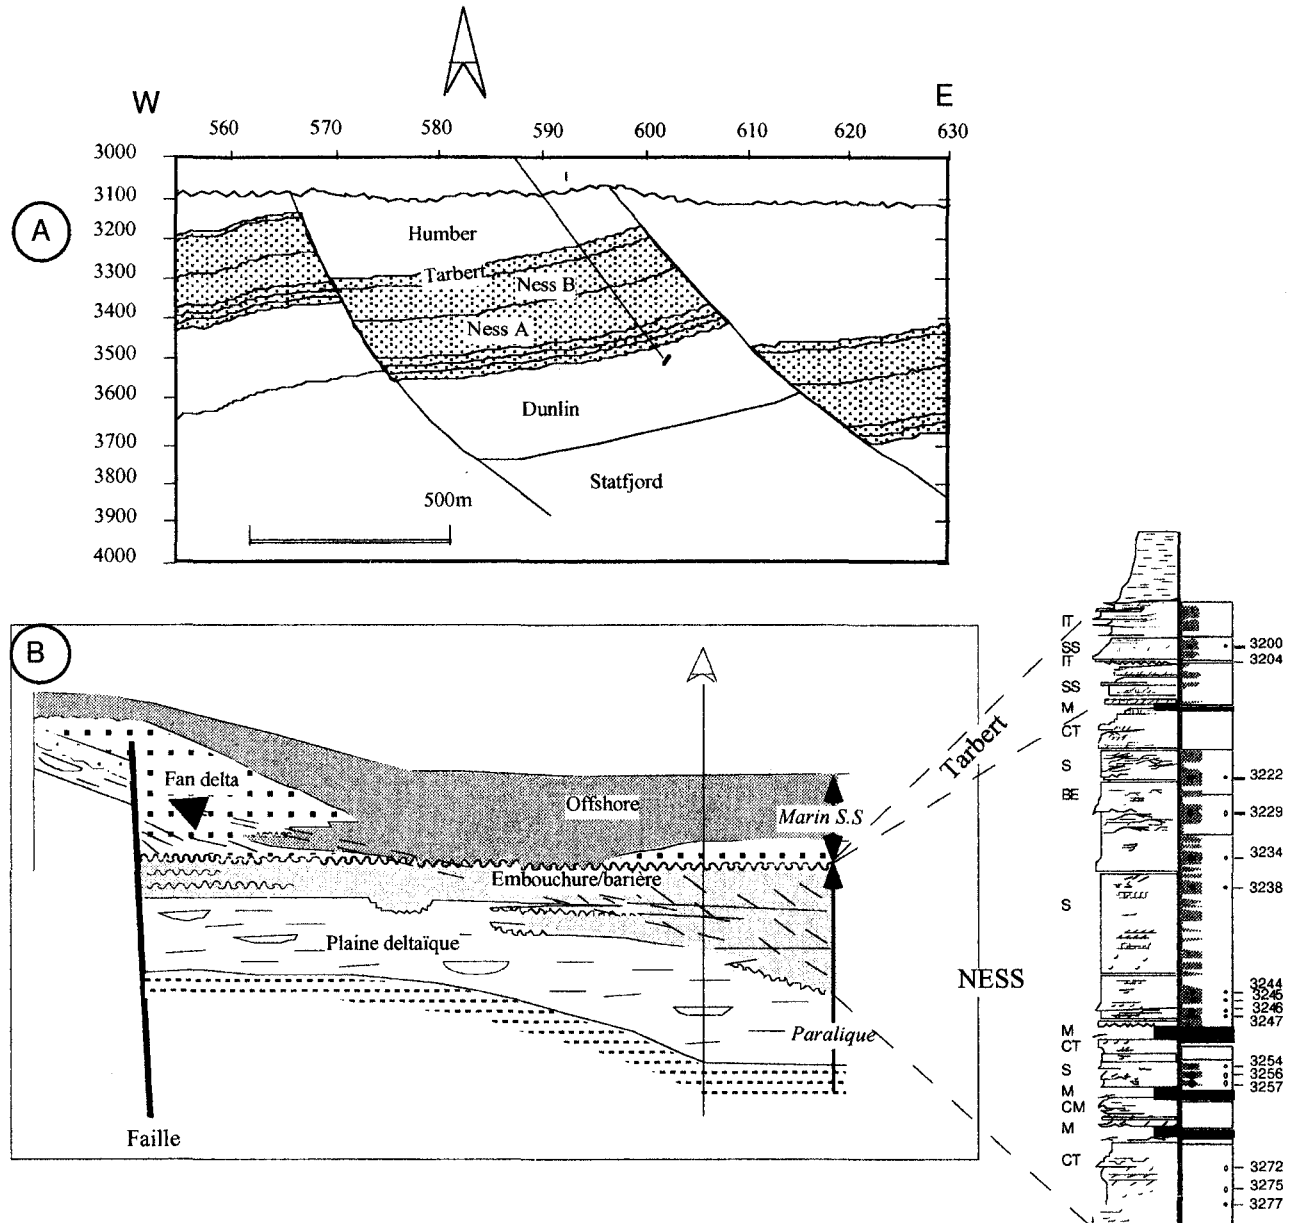 W
E
560 570 580 590 600 610 620 630
3000
3100
3200
3300
3400
3500
3600
3700
3800
3900
4000
A
Humber
Tarbert
Ness B
Ness A
Dunlin
Statfjord
500m
B
Fan delta
Offshore
Marin S.S
Embouchure/barière
Plaine deltaïque
Paralique
Faille
Tarbert
NESS
IT
SS
IT
SS
M
CT
S
BE
S
M
CT
S
M
CM
M
CT
3200
3204
3222
3229
3234
3238
3244
3245
3246
3247
3254
3256
3257
3272
3275
3277